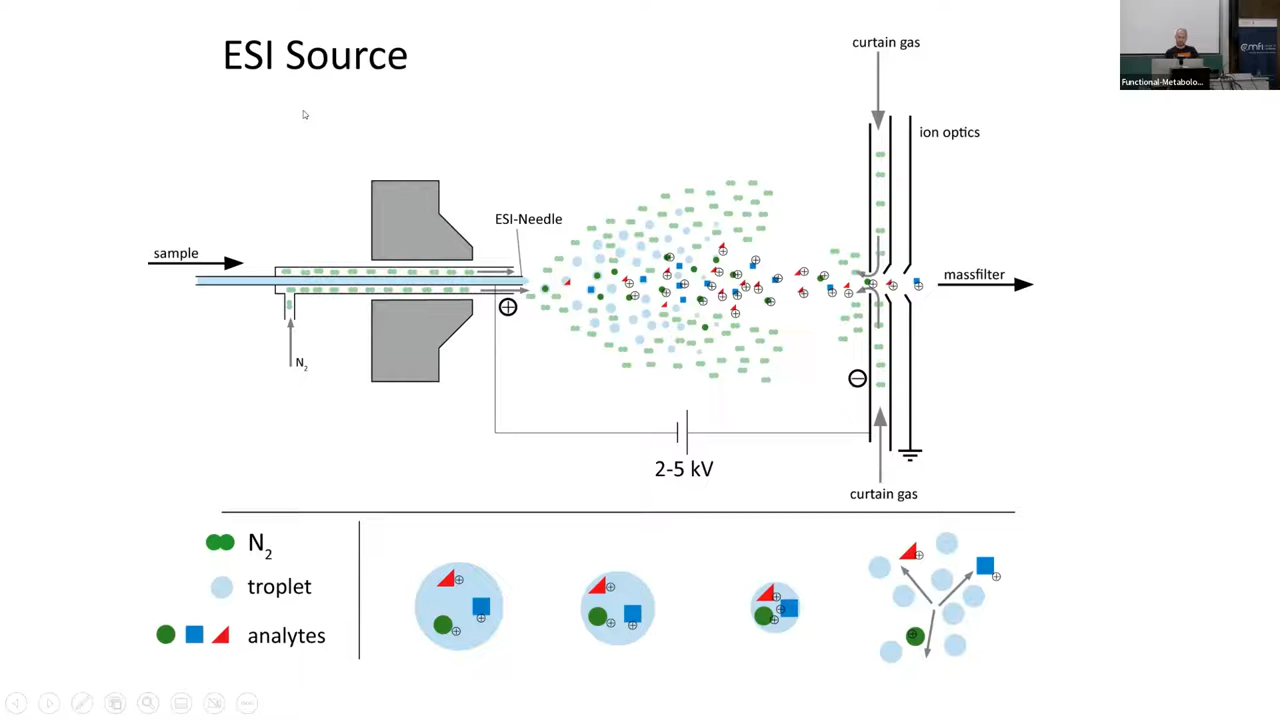 ESI Source
curtain gas
ion optics
ESI-Needle
sample
massfilter
N2
2-5 kV
curtain gas
N2
troplet
analytes
Functional-Metabolo...
cmfi